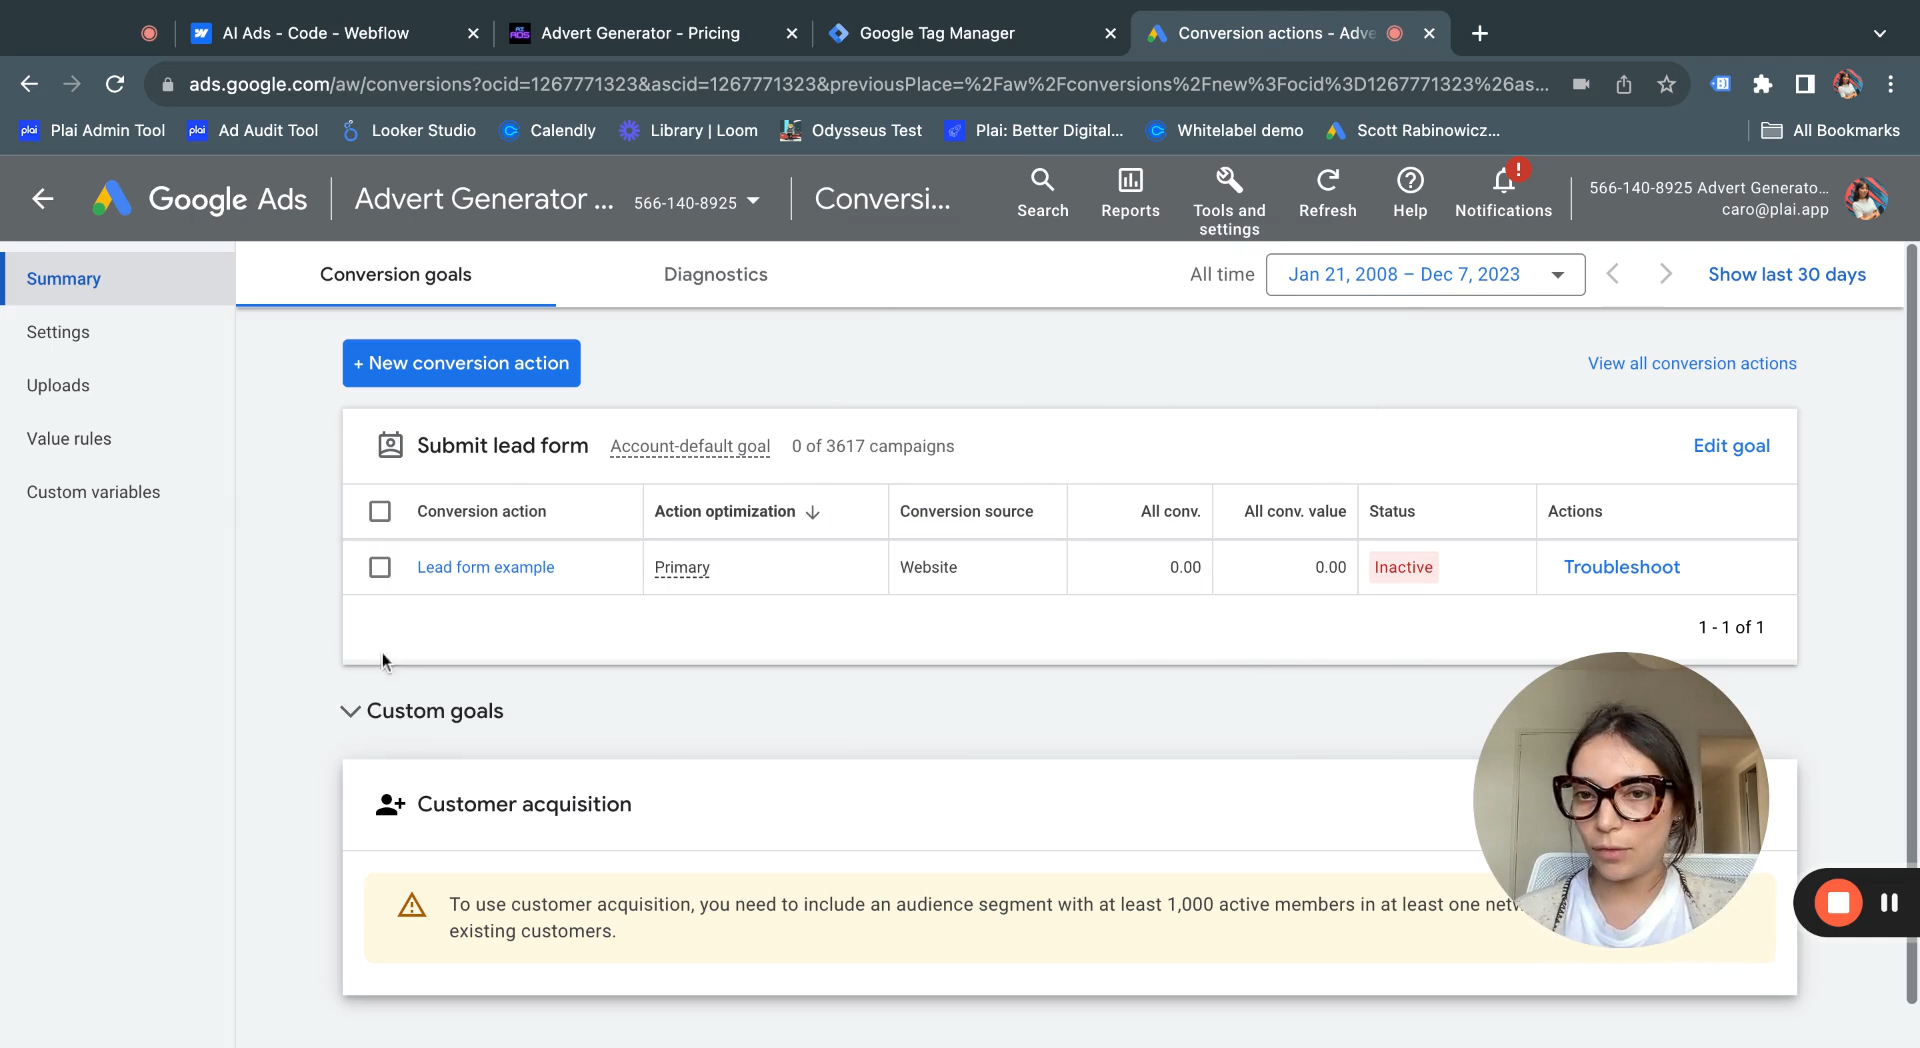 AI Ads - Code - Webflow
Advert Generator - Pricing
Google Tag Manager
Conversion actions - Adve
ads.google.com/aw/conversions?ocid=1267771323&ascid=1267771323&previousPlace=%2Faw%2Fconversions%2Fnew%3Focid%3D1267771323%26as...
plai Plai Admin Tool
plai Ad Audit Tool
Looker Studio
Calendly
Library | Loom
Odysseus Test
Plai: Better Digital...
Whitelabel demo
Scott Rabinowicz...
All Bookmarks
Google Ads
Advert Generator ...
566-140-8925
Conversi...
Search
Reports
Tools and
settings
Refresh
Help
Notifications
566-140-8925 Advert Generato...
caro@plai.app
Summary
Settings
Uploads
Value rules
Custom variables
Conversion goals
Diagnostics
All time
Jan 21, 2008 – Dec 7, 2023
Show last 30 days
+ New conversion action
View all conversion actions
Submit lead form
Account-default goal
0 of 3617 campaigns
Edit goal
Conversion action
Action optimization
Conversion source
All conv.
All conv. value
Status
Actions
Lead form example
Primary
Website
0.00
0.00
Inactive
Troubleshoot
1 - 1 of 1
Custom goals
Customer acquisition
To use customer acquisition, you need to include an audience segment with at least 1,000 active members in at least one
existing customers.